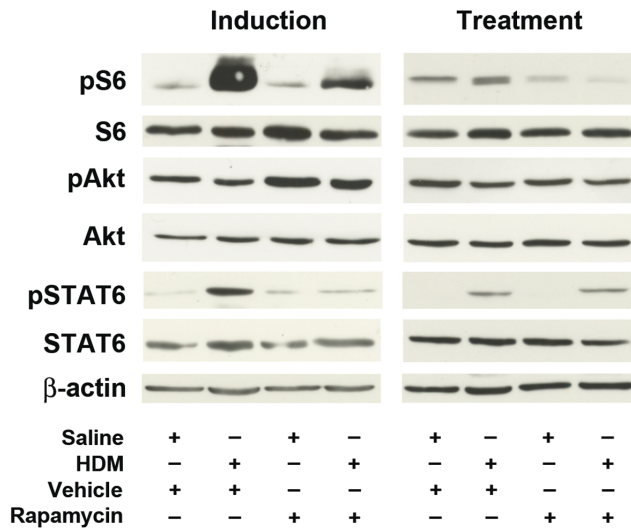 Induction Treatment
pS6
S6
pAkt
Akt
pSTAT6
STAT6
β-actin
Saline + – + – + – + –
HDM – + – + – + – +
Vehicle + + – – + + – –
Rapamycin – – + + – – + +